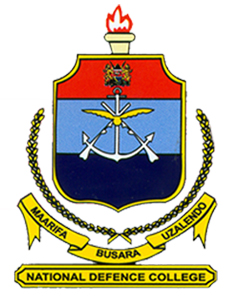 MAARIFA BUSARA UZALENDO
NATIONAL DEFENCE COLLEGE